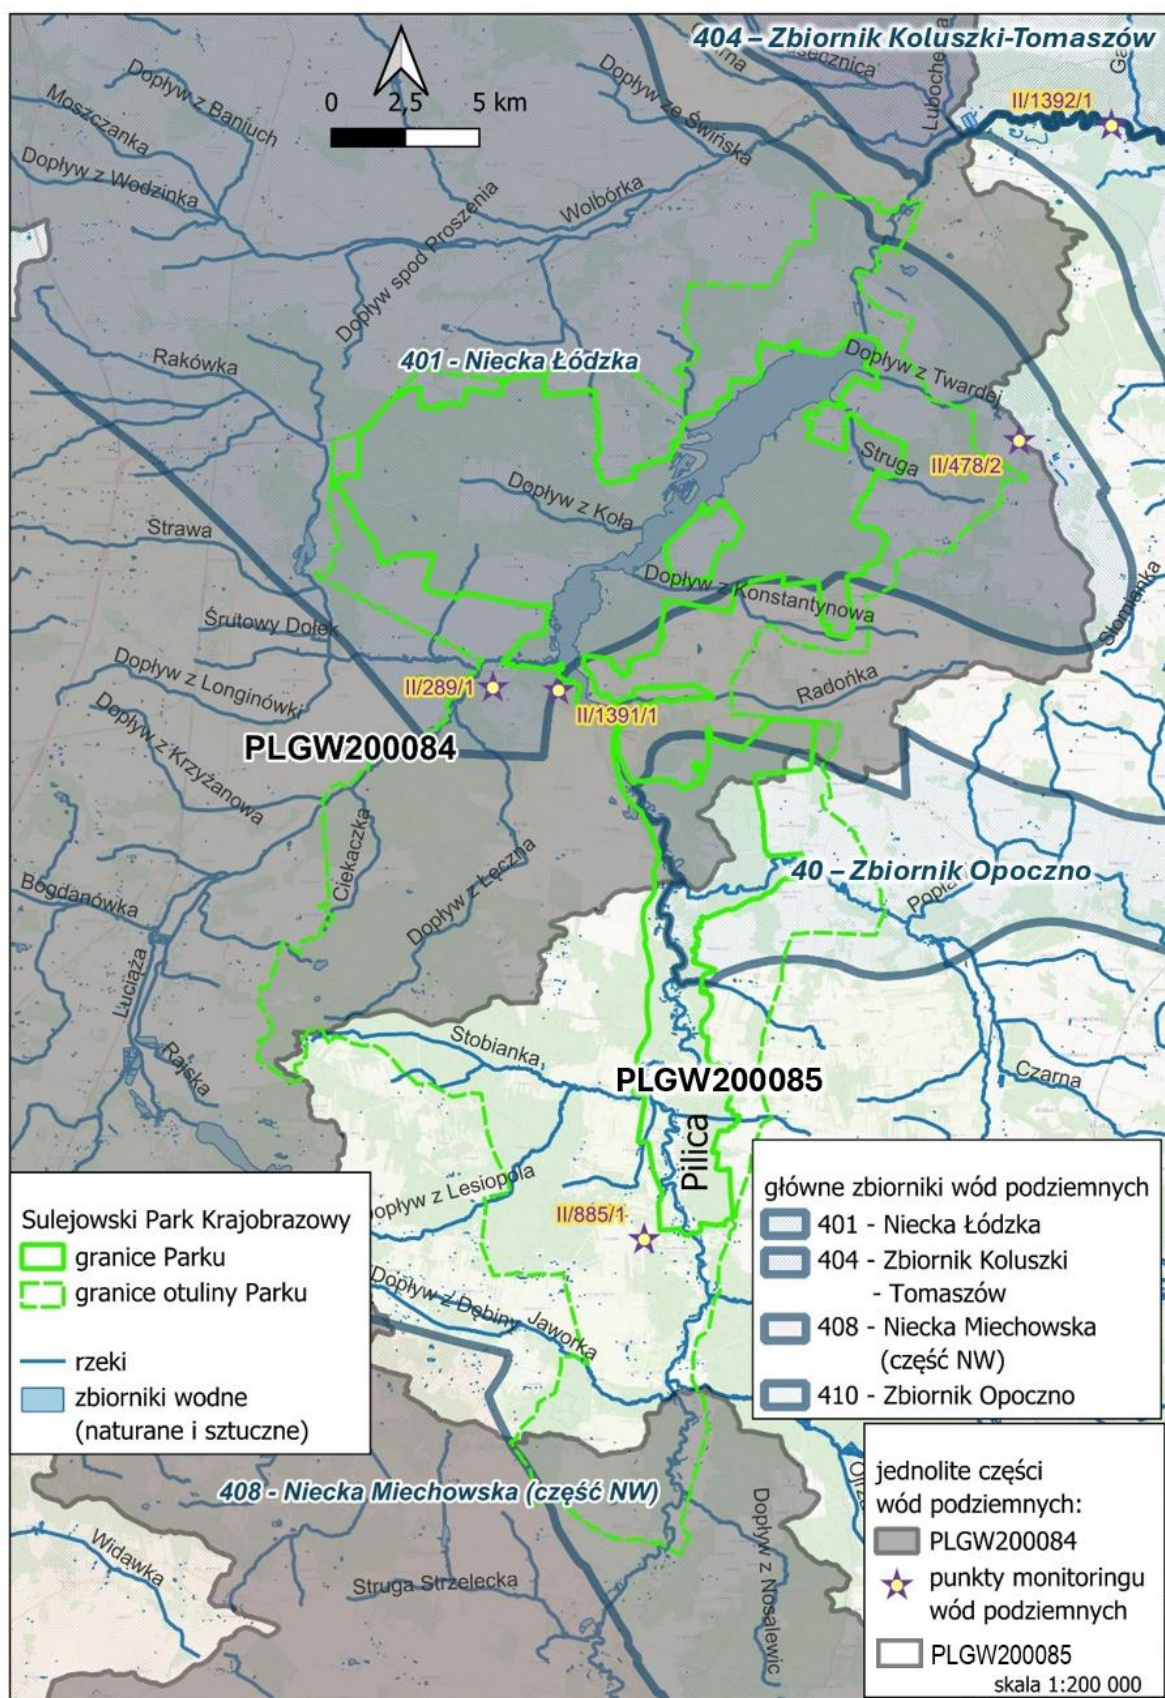 404 – Zbiornik Koluszki-Tomaszów
Dopływ z Baniuch
Moszczanka
Dopływ z Wodzinka
0 2,5 5 km
Dopływ ze Świńska
II/1392/1
Wolbórka
Dopływ spod Proszenia
Rakówka
401 - Niecka Łódzka
Dopływ z Twardej
Struga
II/478/2
Strawa
Dopływ z Koła
Dopływ z Konstantynowa
Słomianka
Śrutowy Dołek
Dopływ z Longinówki
II/289/1
II/1391/1
Radońka
PLGW200084
Dopływ z Krzyżanowa
Ciekaczka
Dopływ z Łęczna
Bogdanówka
40 – Zbiornik Opoczno
Popła
Luciąża
Rajska
Stobianka
PLGW200085
Czarna
Pilica
Dopływ z Lesiopola
II/885/1
Dopływ z Dębiny
Jaworka
408 - Niecka Miechowska (część NW)
Widawka
Struga Strzelecka
Dopływ z Nosalewic
Sulejowski Park Krajobrazowy
granice Parku
granice otuliny Parku
rzeki
zbiorniki wodne
(naturane i sztuczne)
główne zbiorniki wód podziemnych
401 - Niecka Łódzka
404 - Zbiornik Koluszki
- Tomaszów
408 - Niecka Miechowska
(część NW)
410 - Zbiornik Opoczno
jednolite części
wód podziemnych:
PLGW200084
punkty monitoringu
wód podziemnych
PLGW200085
skala 1:200 000